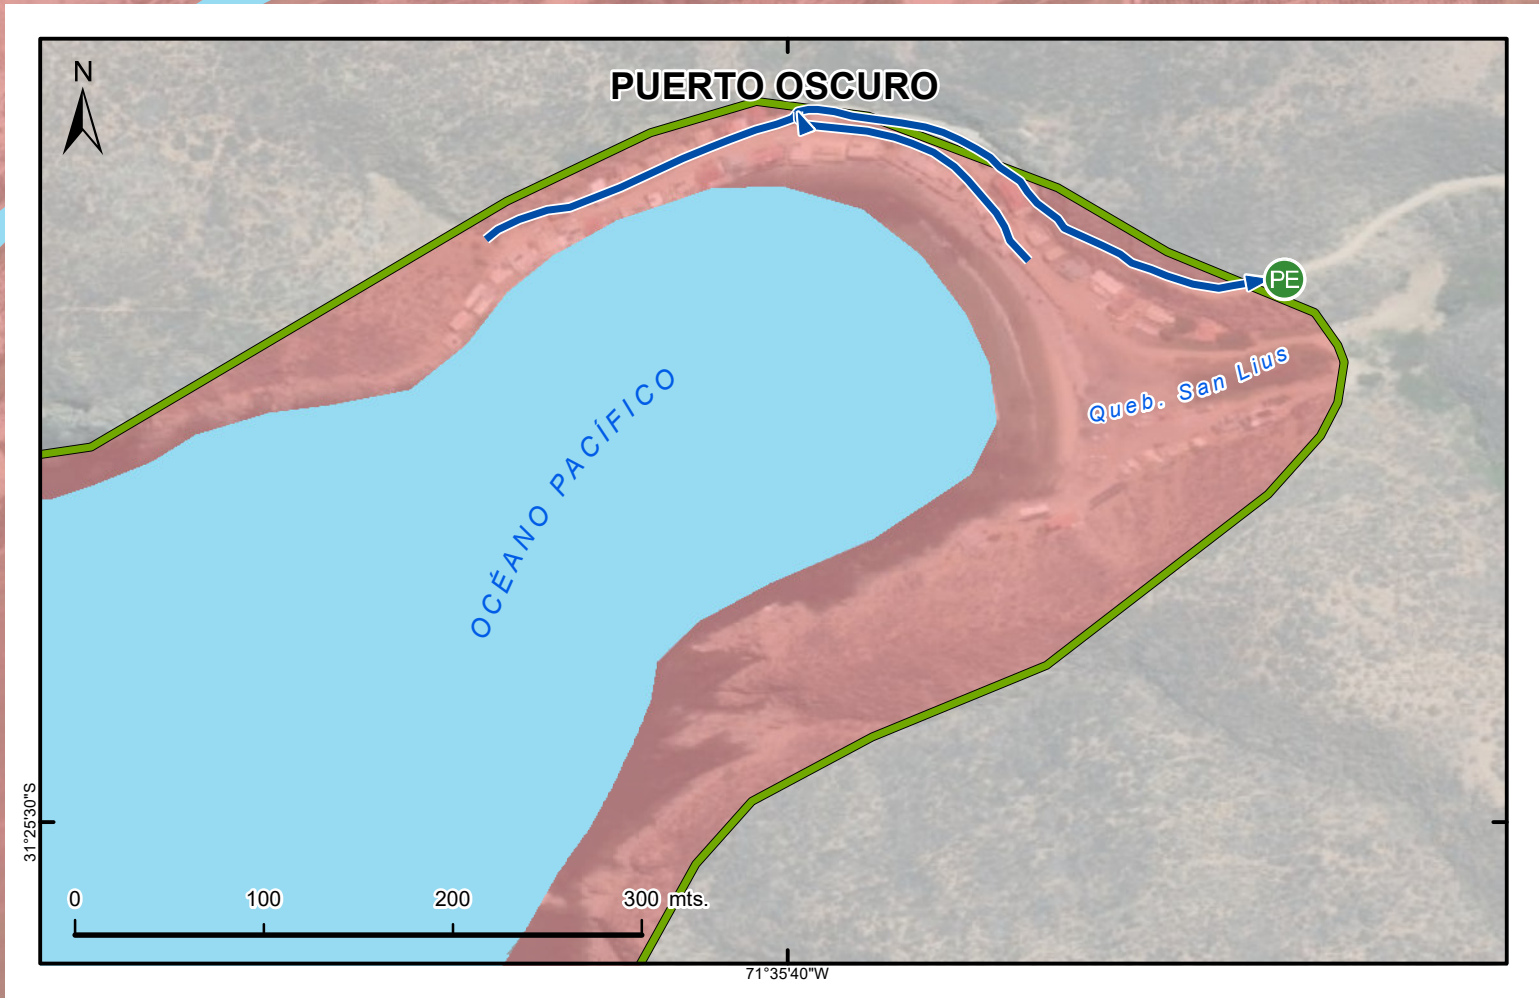 N
PUERTO OSCURO
PE
Queb. San Lius
OCÉANO PACÍFICO
31°25'30"S
0 100 200 300 mts.
71°35'40"W